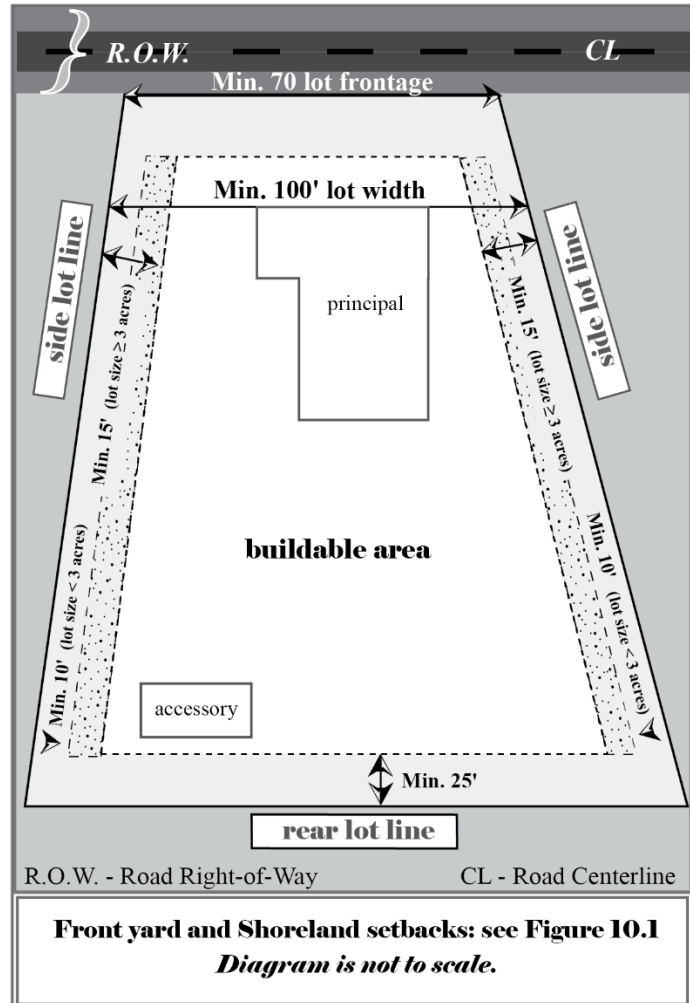 R.O.W.
CL
Min. 70 lot frontage
Min. 100' lot width
side lot line
side lot line
principal
Min. 15' (lot size ≥ 3 acres)
Min. 15' (lot size ≥ 3 acres)
buildable area
Min. 10' (lot size < 3 acres)
Min. 10' (lot size < 3 acres)
accessory
Min. 25'
rear lot line
R.O.W. - Road Right-of-Way
CL - Road Centerline
Front yard and Shoreland setbacks: see Figure 10.1
Diagram is not to scale.